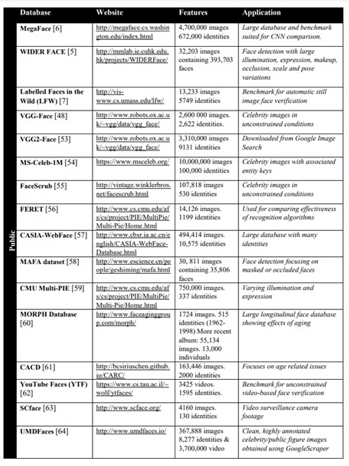 Database Website Features Application
MegaFace [6] http://megaface.cs.washin 4,700,000 images Large database and benchmark
gton.edu/index.html 672,000 identities. suited for CNN comparison.
WIDER FACE [5] http://mmlab.ie.cuhk.edu. 32,203 images Face detection with large
hk/projects/WIDERFace/ containing 393,703 illumination, expression, makeup,
faces occlusion, scale and pose
variations
Labelled Faces in the http://vis- 13,233 images Benchmark for automatic still
Wild (LFW) [7] www.cs.umass.edu/lfw/ 5749 identities image face verification
VGG-Face [48] http://www.robots.ox.ac.u 2,600 000 images. Celebrity images in
k/~vgg/data/vgg_face/ 2,622 identities. unconstrained conditions
VGG2-Face [53] http://www.robots.ox.ac.u 3,310,000 images Downloaded from Google Image
k/~vgg/data/vgg_face/ 9131 identities Search
MS-Celeb-1M [54] https://www.msceleb.org/ 10,000,000 images Celebrity images with associated
100,000 identities. entity keys
FaceScrub [55] http://vintage.winklerbros. 107,818 images Celebrity images in
net/facescrub.html 530 identities unconstrained conditions
FERET [56] http://www.cs.cmu.edu/af 14,126 images. Used for comparing effectiveness
s/cs/project/PIE/MultiPie/ 1199 identities of recognition algorithms
Multi-Pie/Home.html
CASIA-WebFace [57] http://www.cbsr.ia.ac.cn/e 494,414 images. Large database with many
nglish/CASIA-WebFace- 10,575 identities identities
Database.html
MAFA dataset [58] http://www.escience.cn/pe 30, 811 images Face detection focusing on
ople/geshiming/mafa.html containing 35,806 masked or occluded faces
faces
CMU Multi-PIE [59] http://www.cs.cmu.edu/af 750,000 images. Varying illumination and
s/cs/project/PIE/MultiPie/ 337 identities expression
Multi-Pie/Home.html
MORPH Database http://www.faceaginggrou 1724 images. 515 Large longitudinal face database
[60] p.com/morph/ identities (1962- showing effects of aging
1998) More recent
album: 55,134
images. 13,000
individuals
CACD [61] http://bcsiriuschen.github. 163,446 images. Focuses on age related issues
io/CARC/ 2000 identities
YouTube Faces (YTF) https://www.cs.tau.ac.il/~ 3425 videos. Benchmark for unconstrained
[62] wolf/ytfaces/ 1595 identities. video-based face verification
SCface [63] http://www.scface.org/ 4160 images. Video surveillance camera
130 identities footage
UMDFaces [64] http://www.umdfaces.io/ 367,888 images Clean, highly annotated
8,277 identities & celebrity/public figure images
3,700,000 video obtained using GoogleScraper
Public